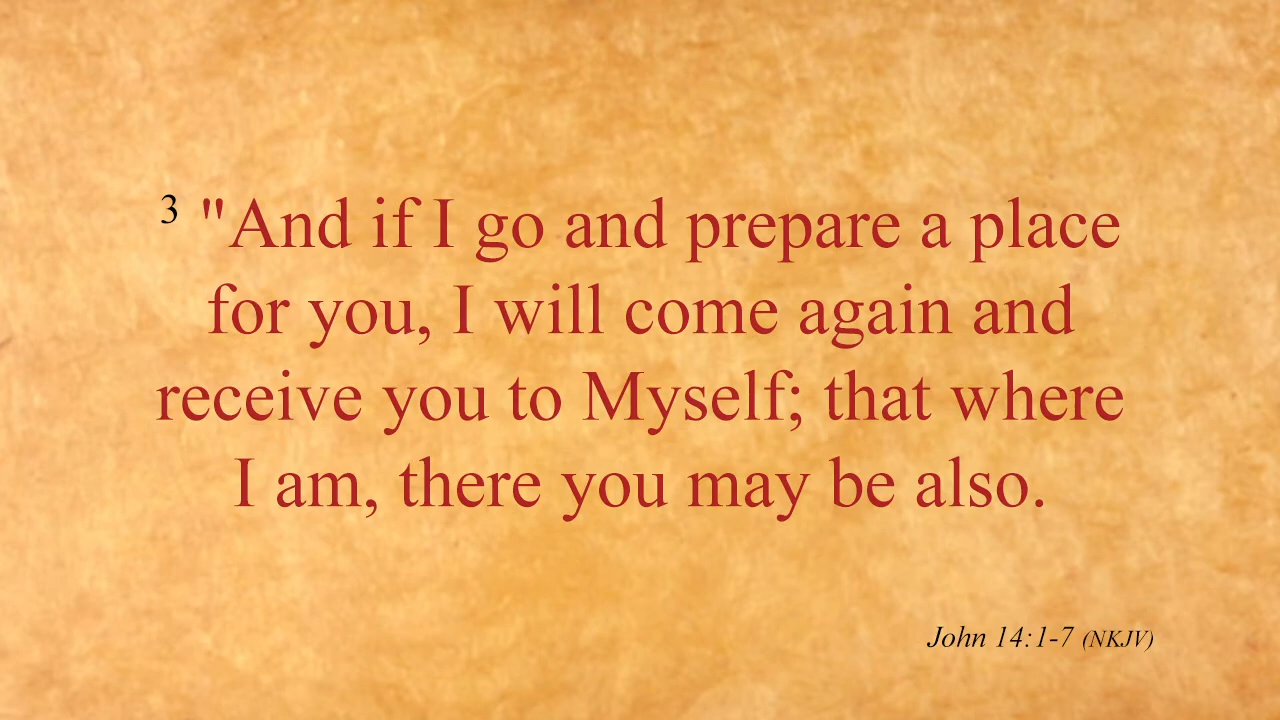 3 "And if I go and prepare a place
for you, I will come again and
receive you to Myself; that where
I am, there you may be also.
John 14:1-7 (NKJV)